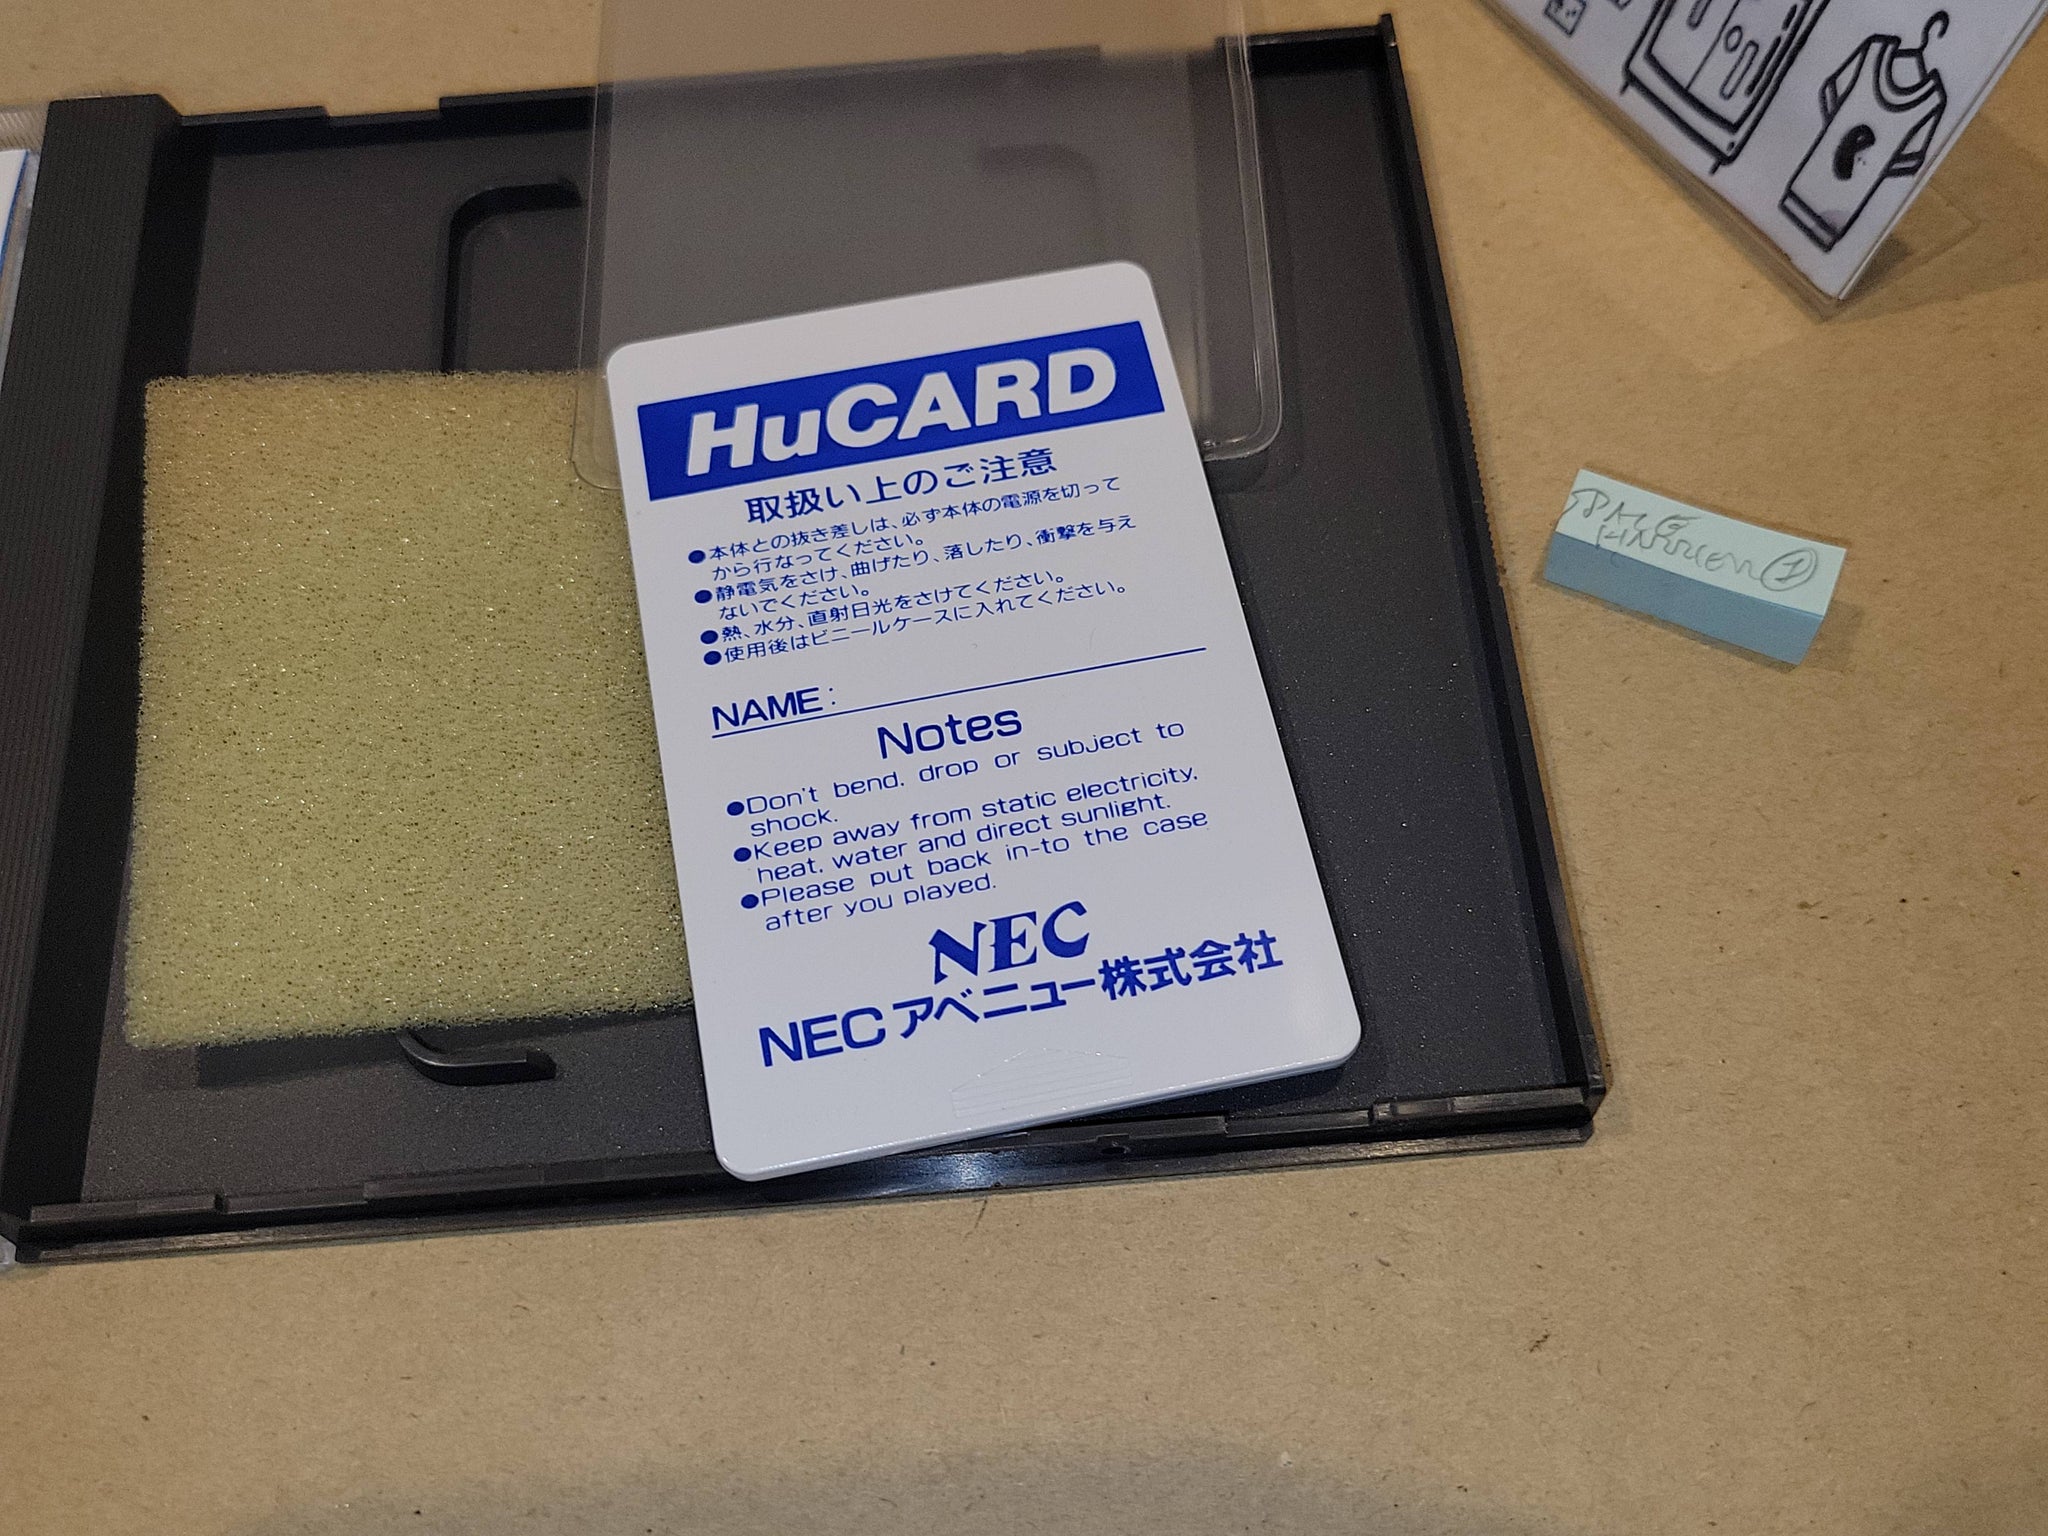 HuCARD
取扱い上のご注意
●本体との抜き差しは、必ず本体の電源を切って
から行なってください。
●静電気をさけ、曲げたり、落したり、衝撃を与え
ないでください。
●熱、水分、直射日光をさけてください。
●使用後はビニールケースに入れてください。
NAME:
Notes
●Don't bend, drop or subject to
shock.
●Keep away from static electricity,
heat, water and direct sunlight.
●Please put back in-to the case
after you played.
NEC
NECアベニュー株式会社
SPACE
HARRIER ①